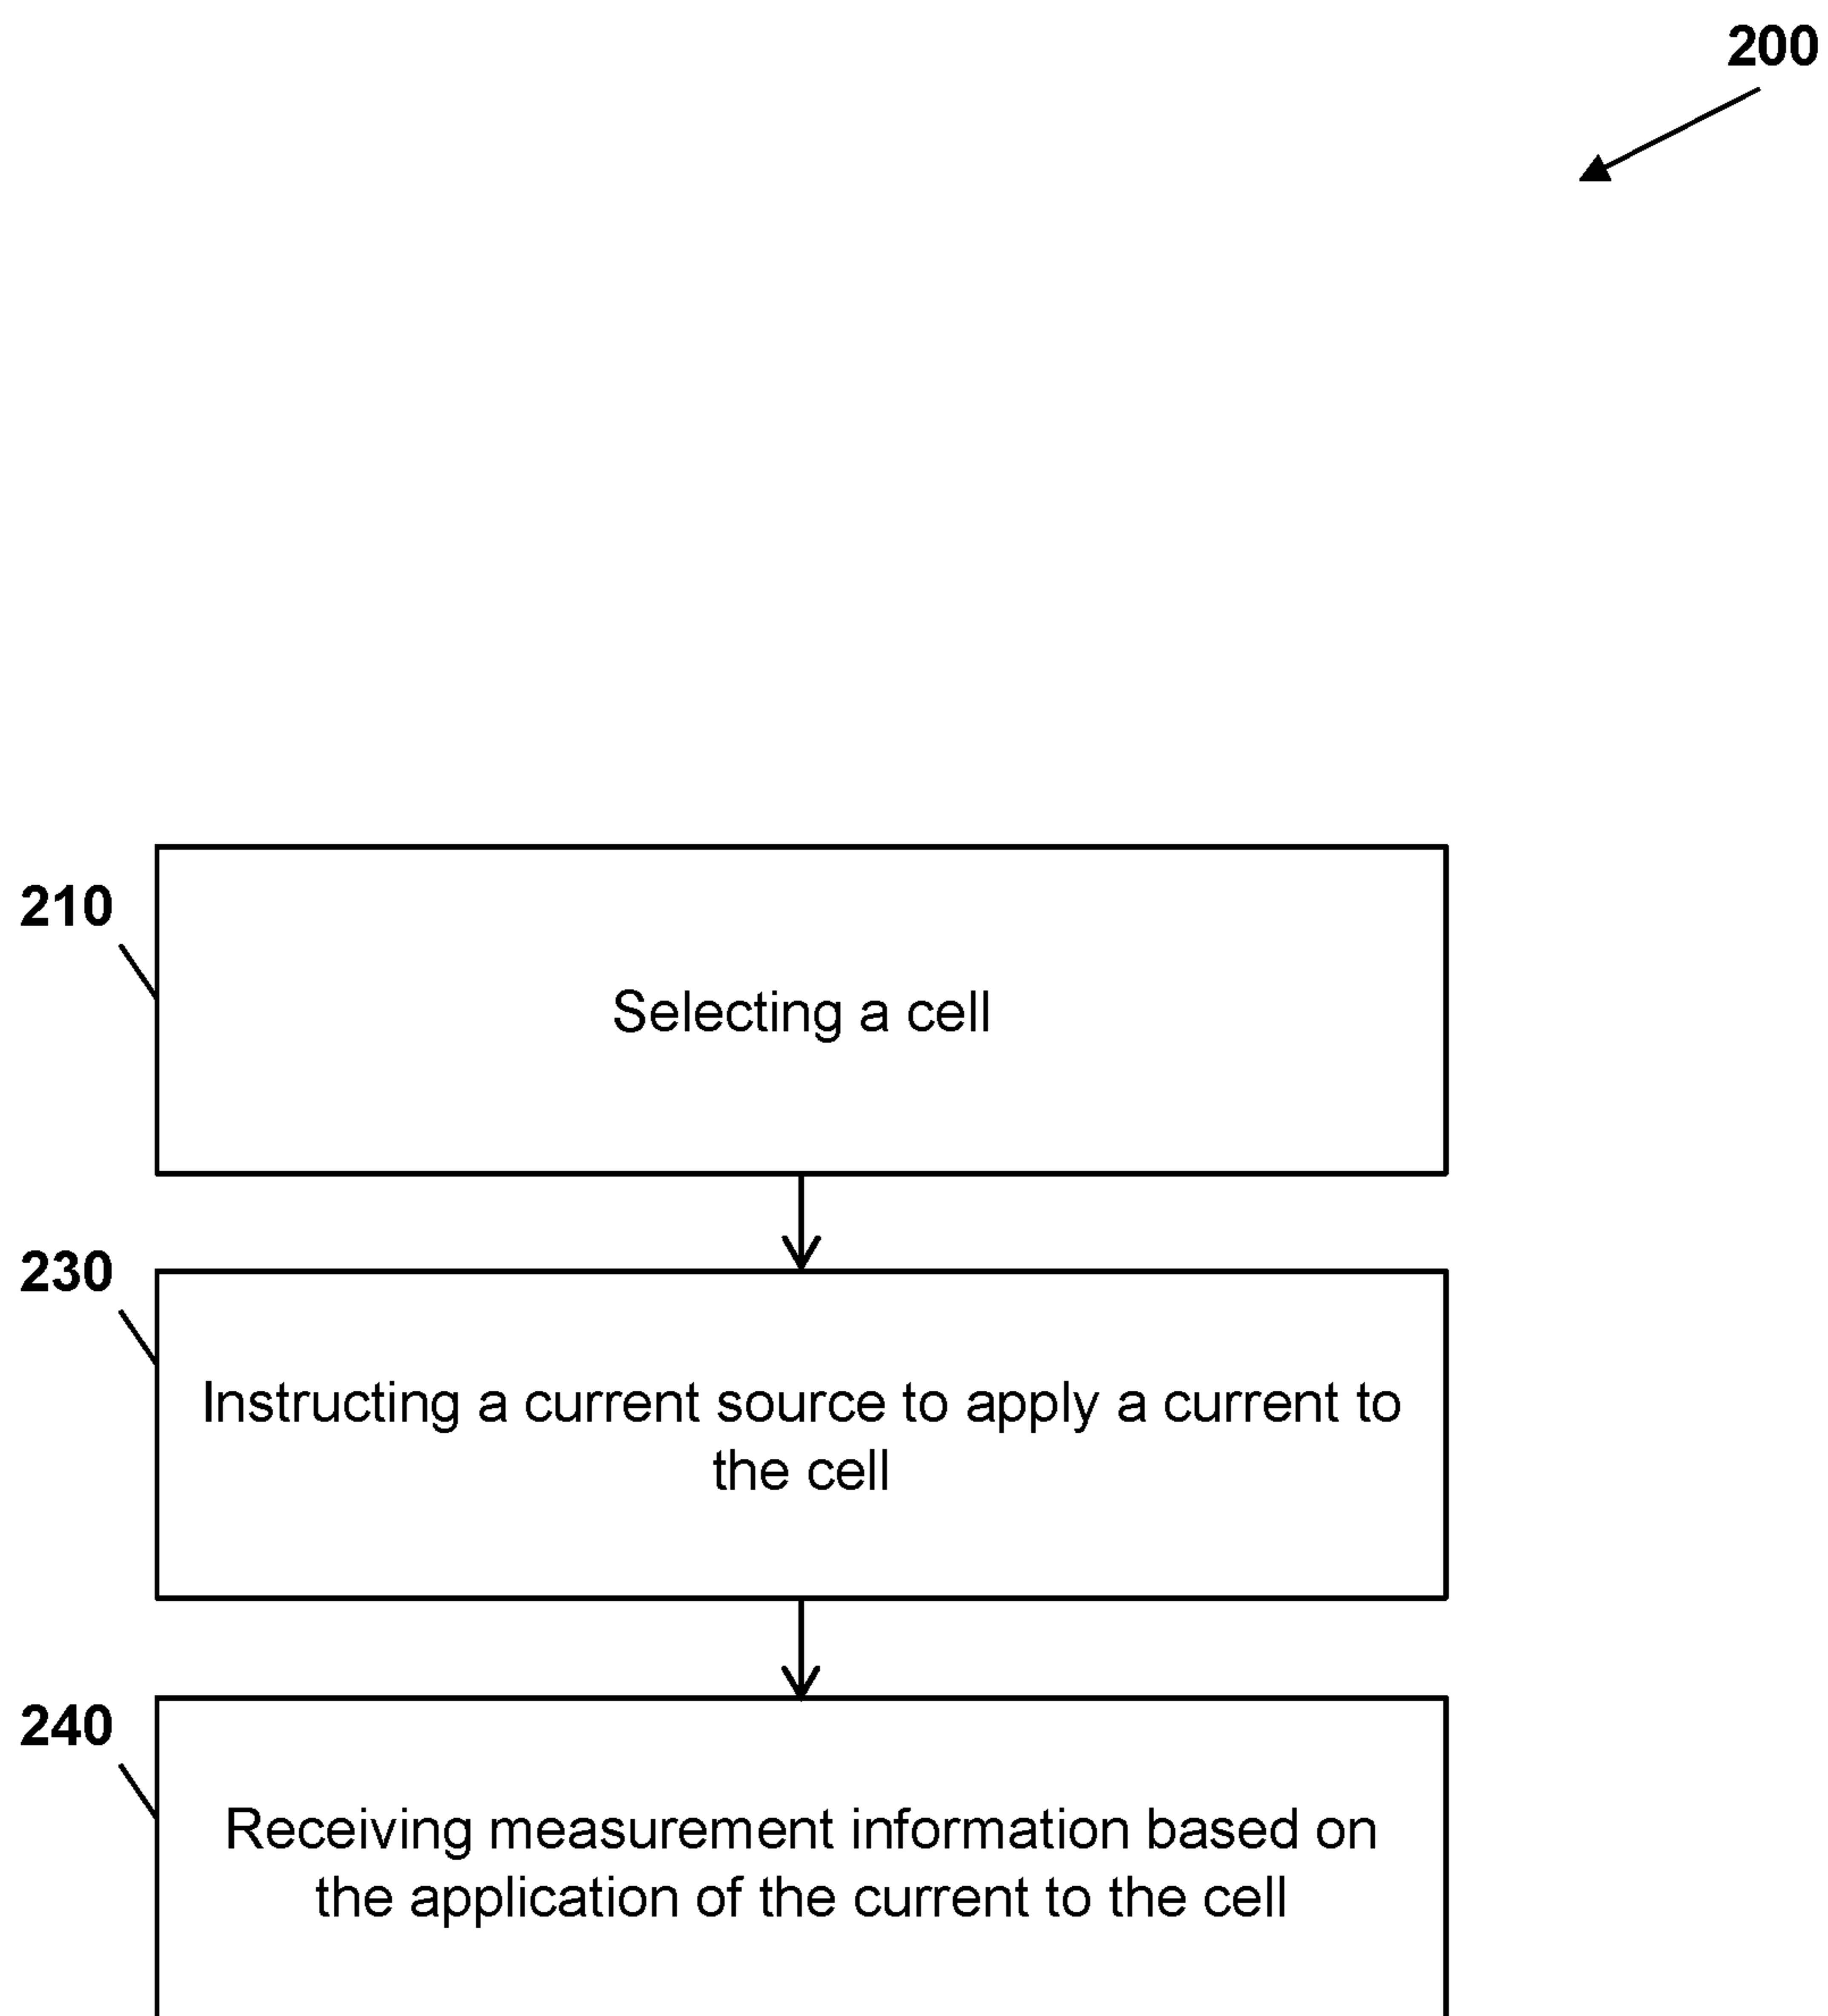 200
210
Selecting a cell
230
Instructing a current source to apply a current to
the cell
240
Receiving measurement information based on
the application of the current to the cell